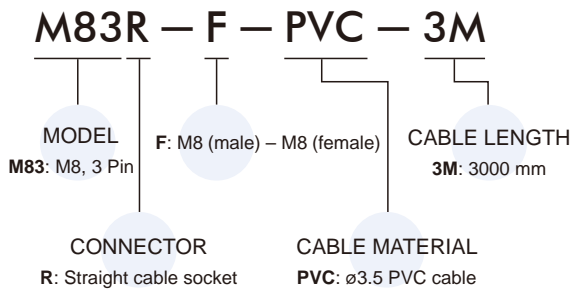 M83R — F — PVC — 3M
MODEL
M83: M8, 3 Pin
F: M8 (male) – M8 (female)
CABLE LENGTH
3M: 3000 mm
CONNECTOR
R: Straight cable socket
CABLE MATERIAL
PVC: ø3.5 PVC cable